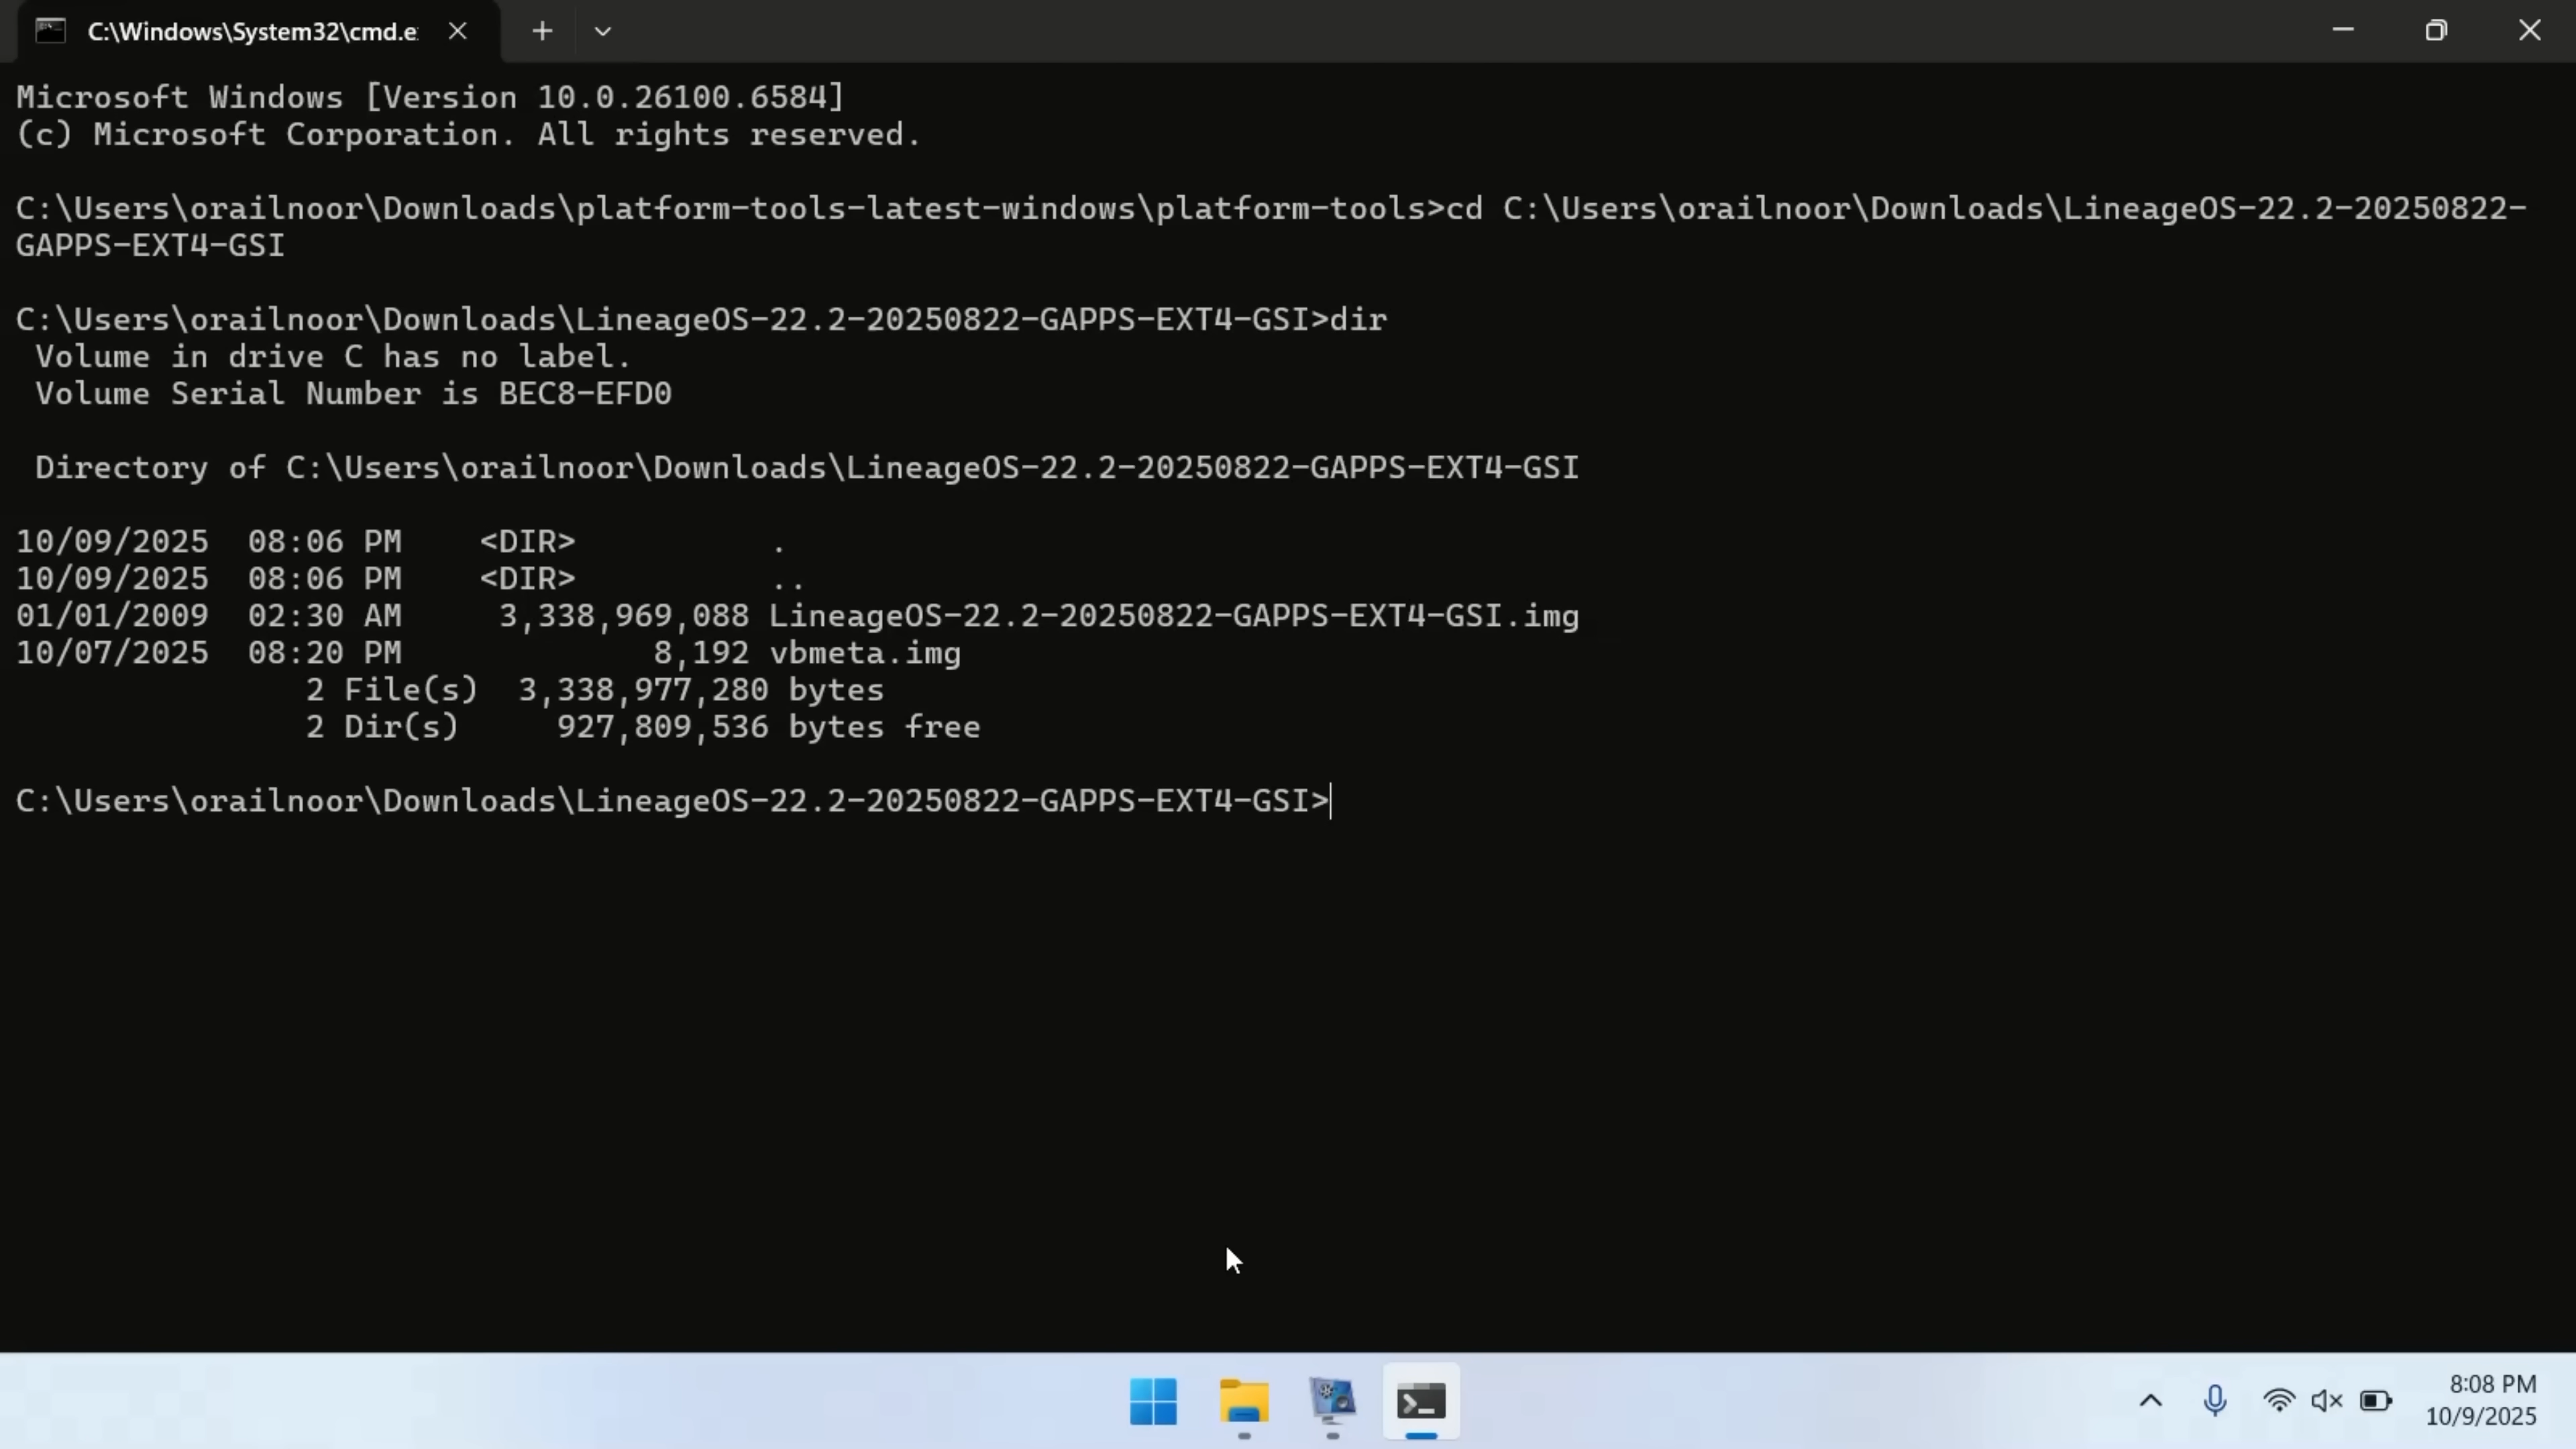 C:\Windows\System32\cmd.e
Microsoft Windows [Version 10.0.26100.6584]
(c) Microsoft Corporation. All rights reserved.
C:\Users\orailnoor\Downloads\platform-tools-latest-windows\platform-tools>cd C:\Users\orailnoor\Downloads\LineageOS-22.2-20250822-
GAPPS-EXT4-GSI
C:\Users\orailnoor\Downloads\LineageOS-22.2-20250822-GAPPS-EXT4-GSI>dir
Volume in drive C has no label.
Volume Serial Number is BEC8-EFD0
Directory of C:\Users\orailnoor\Downloads\LineageOS-22.2-20250822-GAPPS-EXT4-GSI
10/09/2025  08:06 PM    <DIR>          .
10/09/2025  08:06 PM    <DIR>          ..
01/01/2009  02:30 AM     3,338,969,088 LineageOS-22.2-20250822-GAPPS-EXT4-GSI.img
10/07/2025  08:20 PM             8,192 vbmeta.img
2 File(s)  3,338,977,280 bytes
2 Dir(s)     927,809,536 bytes free
C:\Users\orailnoor\Downloads\LineageOS-22.2-20250822-GAPPS-EXT4-GSI>
8:08 PM
10/9/2025